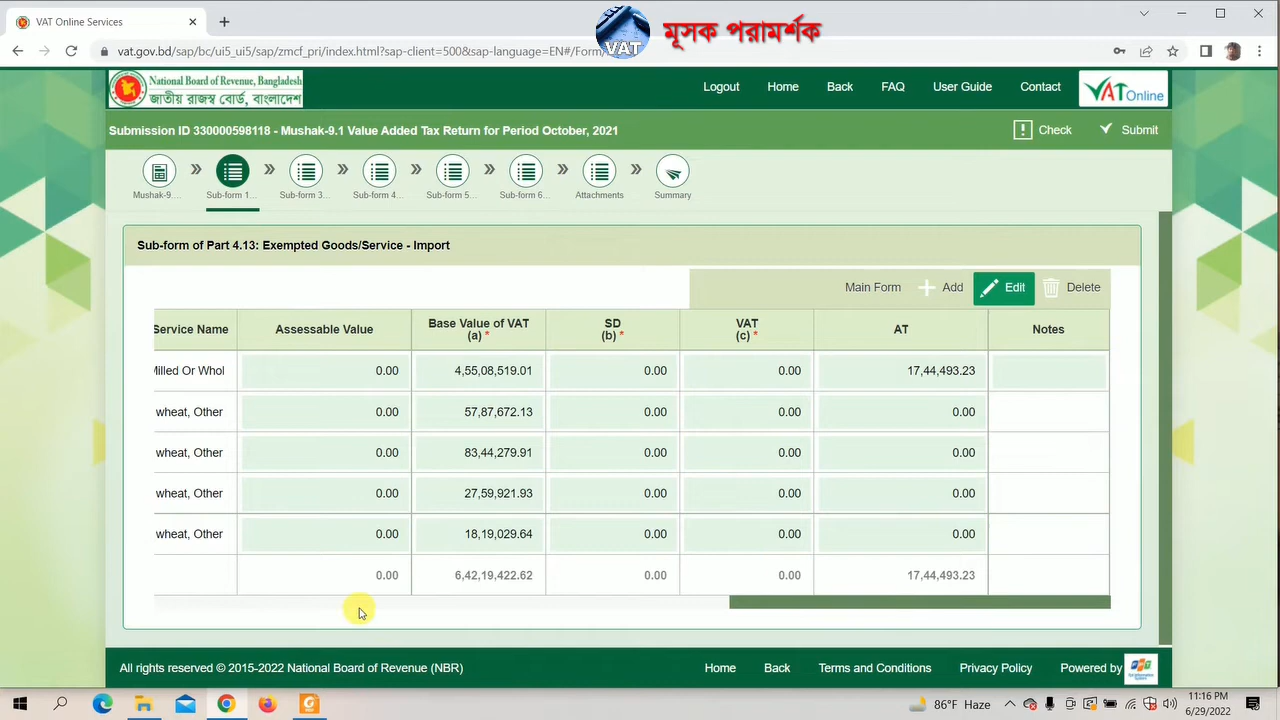 VAT Online Services
VAT
মূসক পরামর্শক
vat.gov.bd/sap/bc/ui5_ui5/sap/zmcf_pri/index.html?sap-client=500&sap-language=EN#/Form/
National Board of Revenue, Bangladesh
জাতীয় রাজস্ব বোর্ড, বাংলাদেশ
Logout Home Back FAQ User Guide Contact
VAT Online
Submission ID 330000598118 - Mushak-9.1 Value Added Tax Return for Period October, 2021
Check Submit
Mushak-9.... Sub-form 1... Sub-form 3... Sub-form 4... Sub-form 5... Sub-form 6... Attachments Summary
Sub-form of Part 4.13: Exempted Goods/Service - Import
Main Form Add Edit Delete
Service Name Assessable Value Base Value of VAT (a) * SD (b) * VAT (c) * AT Notes
Milled Or Whol 0.00 4,55,08,519.01 0.00 0.00 17,44,493.23
wheat, Other 0.00 57,87,672.13 0.00 0.00 0.00
wheat, Other 0.00 83,44,279.91 0.00 0.00 0.00
wheat, Other 0.00 27,59,921.93 0.00 0.00 0.00
wheat, Other 0.00 18,19,029.64 0.00 0.00 0.00
0.00 6,42,19,422.62 0.00 0.00 17,44,493.23
All rights reserved © 2015-2022 National Board of Revenue (NBR)
Home Back Terms and Conditions Privacy Policy Powered by
FPT
86°F Haze
11:16 PM
6/29/2022